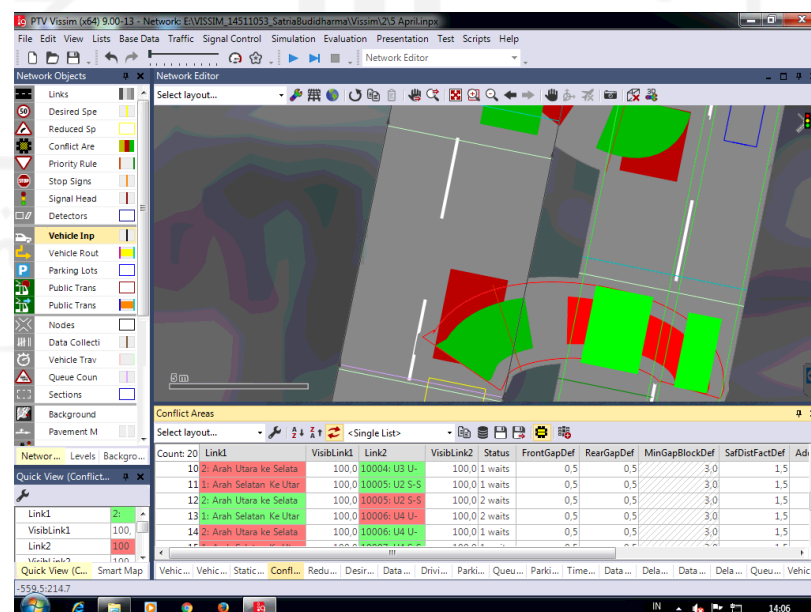 PTV Vissim (x64) 9.00-13 - Network: E:\VISSIM_14511053_SatriaBudidharma\Vissim\2\5 April.inpx
File Edit View Lists Base Data Traffic Signal Control Simulation Evaluation Presentation Test Scripts Help
Network Editor
Network Objects
Links
Desired Spe
Reduced Sp
Conflict Are
Priority Rule
Stop Signs
Signal Head
Detectors
Vehicle Inp
Vehicle Rout
Parking Lots
Public Trans
Public Trans
Nodes
Data Collecti
Vehicle Trav
Queue Coun
Sections
Background
Pavement M
Networ... Levels Backgro...
Quick View (Conflict...
Link1 2:
VisibLink1 100,
Link2 100
VisibLink2 100
Quick View (C... Smart Map
Network Editor
Select layout...
5 m
Conflict Areas
Select layout... <Single List>
Count: 20 Link1 VisibLink1 Link2 VisibLink2 Status FrontGapDef RearGapDef MinGapBlockDef SafDistFactDef Ad
10 2: Arah Utara ke Selata 100,0 10004: U3 U- 100,0 1 waits 0,5 0,5 3,0 1,5
11 1: Arah Selatan Ke Utar 100,0 10005: U2 S-S 100,0 1 waits 0,5 0,5 3,0 1,5
12 2: Arah Utara ke Selata 100,0 10005: U2 S-S 100,0 2 waits 0,5 0,5 3,0 1,5
13 1: Arah Selatan Ke Utar 100,0 10006: U4 U- 100,0 2 waits 0,5 0,5 3,0 1,5
14 2: Arah Utara ke Selata 100,0 10006: U4 U- 100,0 1 waits 0,5 0,5 3,0 1,5
Vehic... Vehic... Static... Confl... Redu... Desir... Data... Drivi... Parki... Queu... Parki... Time... Data... Dela... Data... Dela... Queu... Vehic
-559.5:214.7
IN 14:06